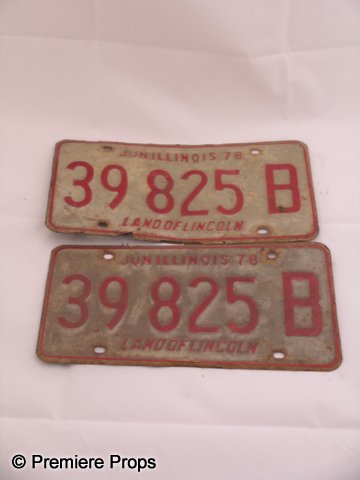 JUN ILLINOIS 78
39 825 B
LAND OF LINCOLN
JUN ILLINOIS 78
39 825 B
LAND OF LINCOLN
© Premiere Props